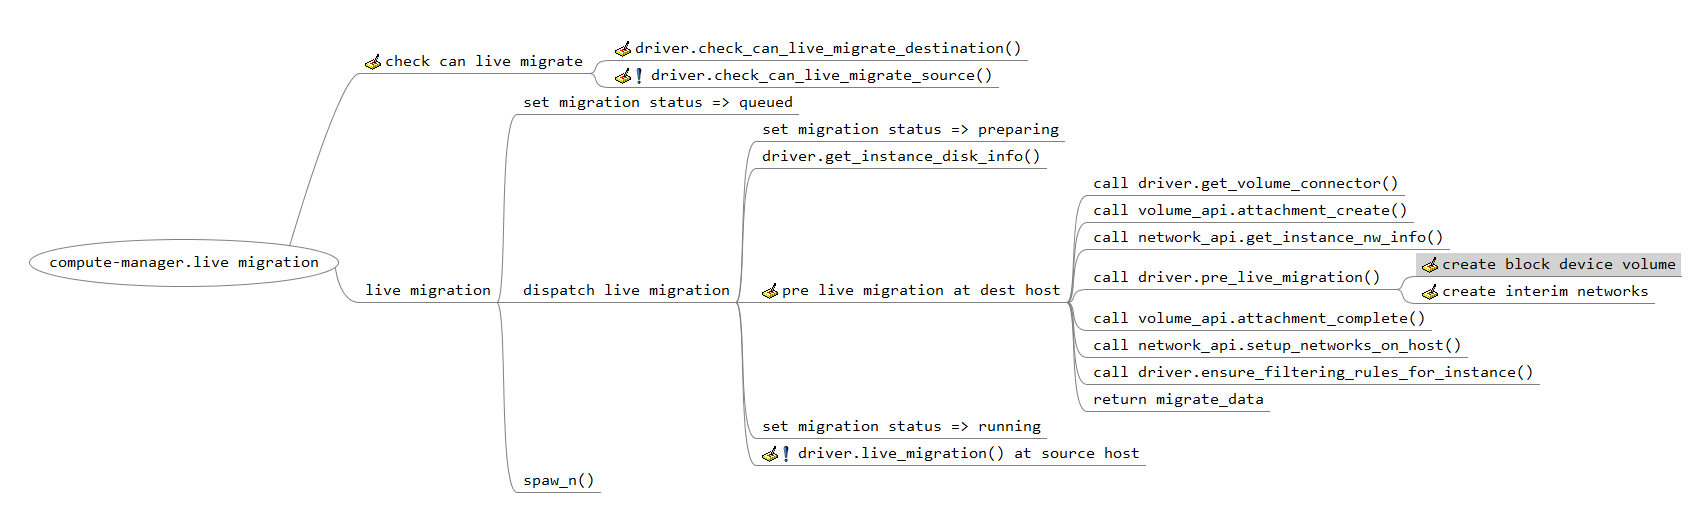 compute-manager.live migration
check can live migrate
driver.check_can_live_migrate_destination()
! driver.check_can_live_migrate_source()
live migration
set migration status => queued
dispatch live migration
set migration status => preparing
driver.get_instance_disk_info()
pre live migration at dest host
call driver.get_volume_connector()
call volume_api.attachment_create()
call network_api.get_instance_nw_info()
call driver.pre_live_migration()
create block device volume
create interim networks
call volume_api.attachment_complete()
call network_api.setup_networks_on_host()
call driver.ensure_filtering_rules_for_instance()
return migrate_data
set migration status => running
! driver.live_migration() at source host
spawn_n()